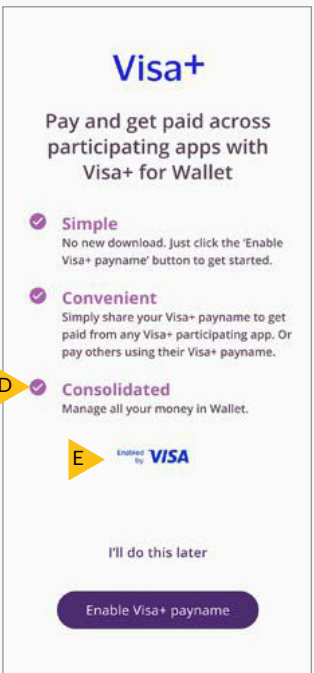 Visa+
Pay and get paid across
participating apps with
Visa+ for Wallet
Simple
No new download. Just click the ‘Enable
Visa+ payname’ button to get started.
Convenient
Simply share your Visa+ payname to get
paid from any Visa+ participating app. Or
pay others using their Visa+ payname.
D
Consolidated
Manage all your money in Wallet.
E
Enabled
by VISA
I’ll do this later
Enable Visa+ payname